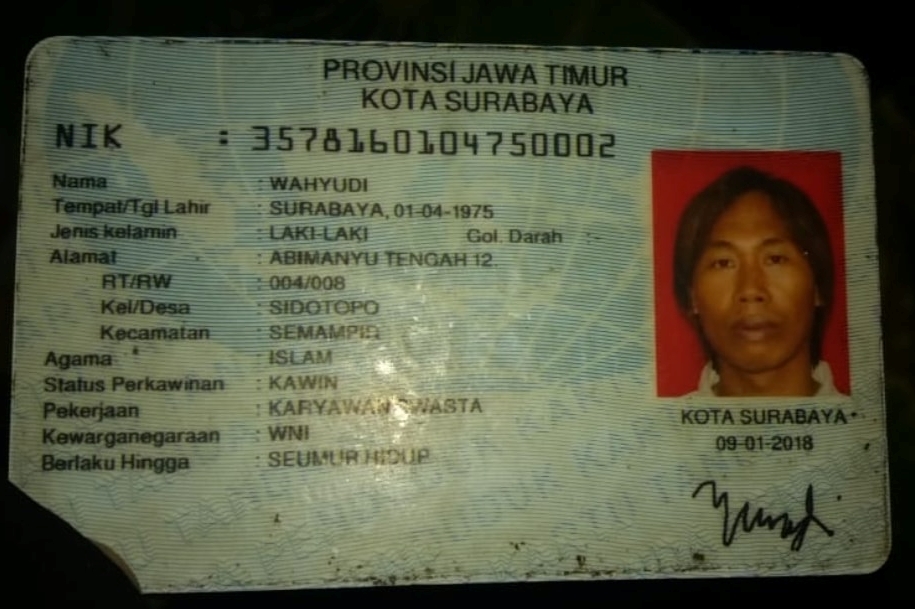 PROVINSI JAWA TIMUR
KOTA SURABAYA
NIK : 3578160104750002
Nama : WAHYUDI
Tempat/Tgl Lahir : SURABAYA, 01-04-1975
Jenis kelamin : LAKI-LAKI Gol. Darah :-
Alamat : ABIMANYU TENGAH 12
RT/RW : 004/008
Kel/Desa : SIDOTOPO
Kecamatan : SEMAMPIR
Agama : ISLAM
Status Perkawinan : KAWIN
Pekerjaan : KARYAWAN SWASTA
Kewarganegaraan : WNI
Berlaku Hingga : SEUMUR HIDUP
KOTA SURABAYA
09-01-2018